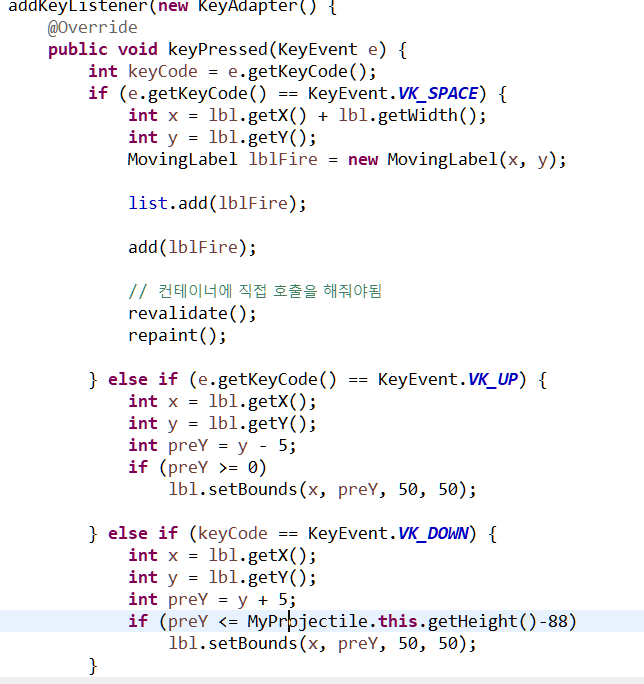 addKeyListener(new KeyAdapter() {
@Override
public void keyPressed(KeyEvent e) {
int keyCode = e.getKeyCode();
if (e.getKeyCode() == KeyEvent.VK_SPACE) {
int x = lbl.getX() + lbl.getWidth();
int y = lbl.getY();
MovingLabel lblFire = new MovingLabel(x, y);
list.add(lblFire);
add(lblFire);
// 컨테이너에 직접 호출을 해줘야됨
revalidate();
repaint();
} else if (e.getKeyCode() == KeyEvent.VK_UP) {
int x = lbl.getX();
int y = lbl.getY();
int preY = y - 5;
if (preY >= 0)
lbl.setBounds(x, preY, 50, 50);
} else if (keyCode == KeyEvent.VK_DOWN) {
int x = lbl.getX();
int y = lbl.getY();
int preY = y + 5;
if (preY <= MyProjectile.this.getHeight()-88)
lbl.setBounds(x, preY, 50, 50);
}